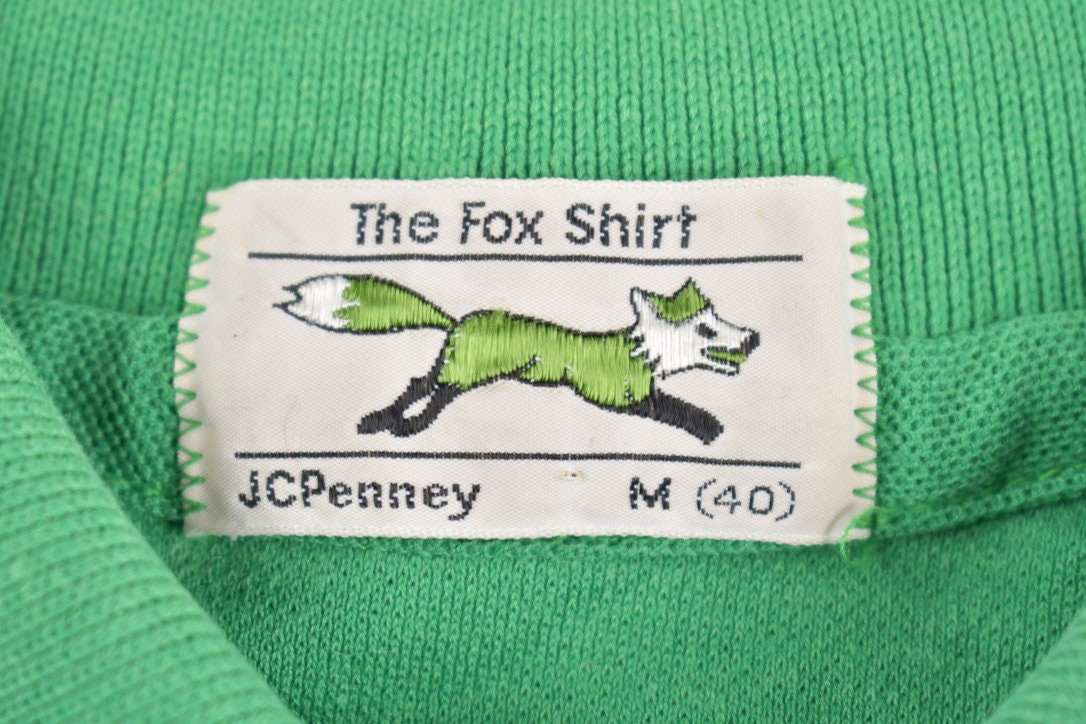 The Fox Shirt
JCPenney M (40)